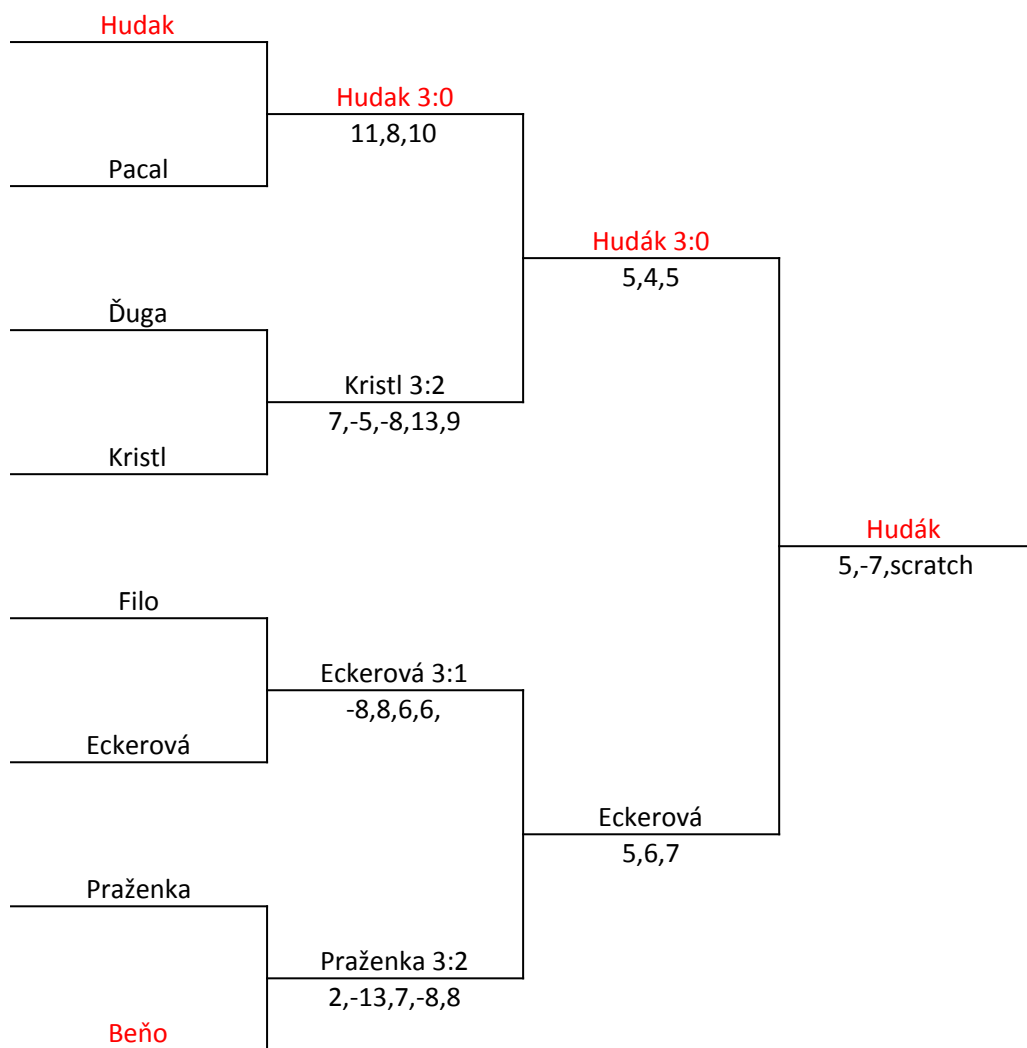 Hudak
Hudak 3:0
11,8,10
Pacal
Hudák 3:0
5,4,5
Ďuga
Kristl 3:2
7,-5,-8,13,9
Kristl
Hudák
5,-7,scratch
Filo
Eckerová 3:1
-8,8,6,6,
Eckerová
Eckerová
5,6,7
Praženka
Praženka 3:2
2,-13,7,-8,8
Beňo